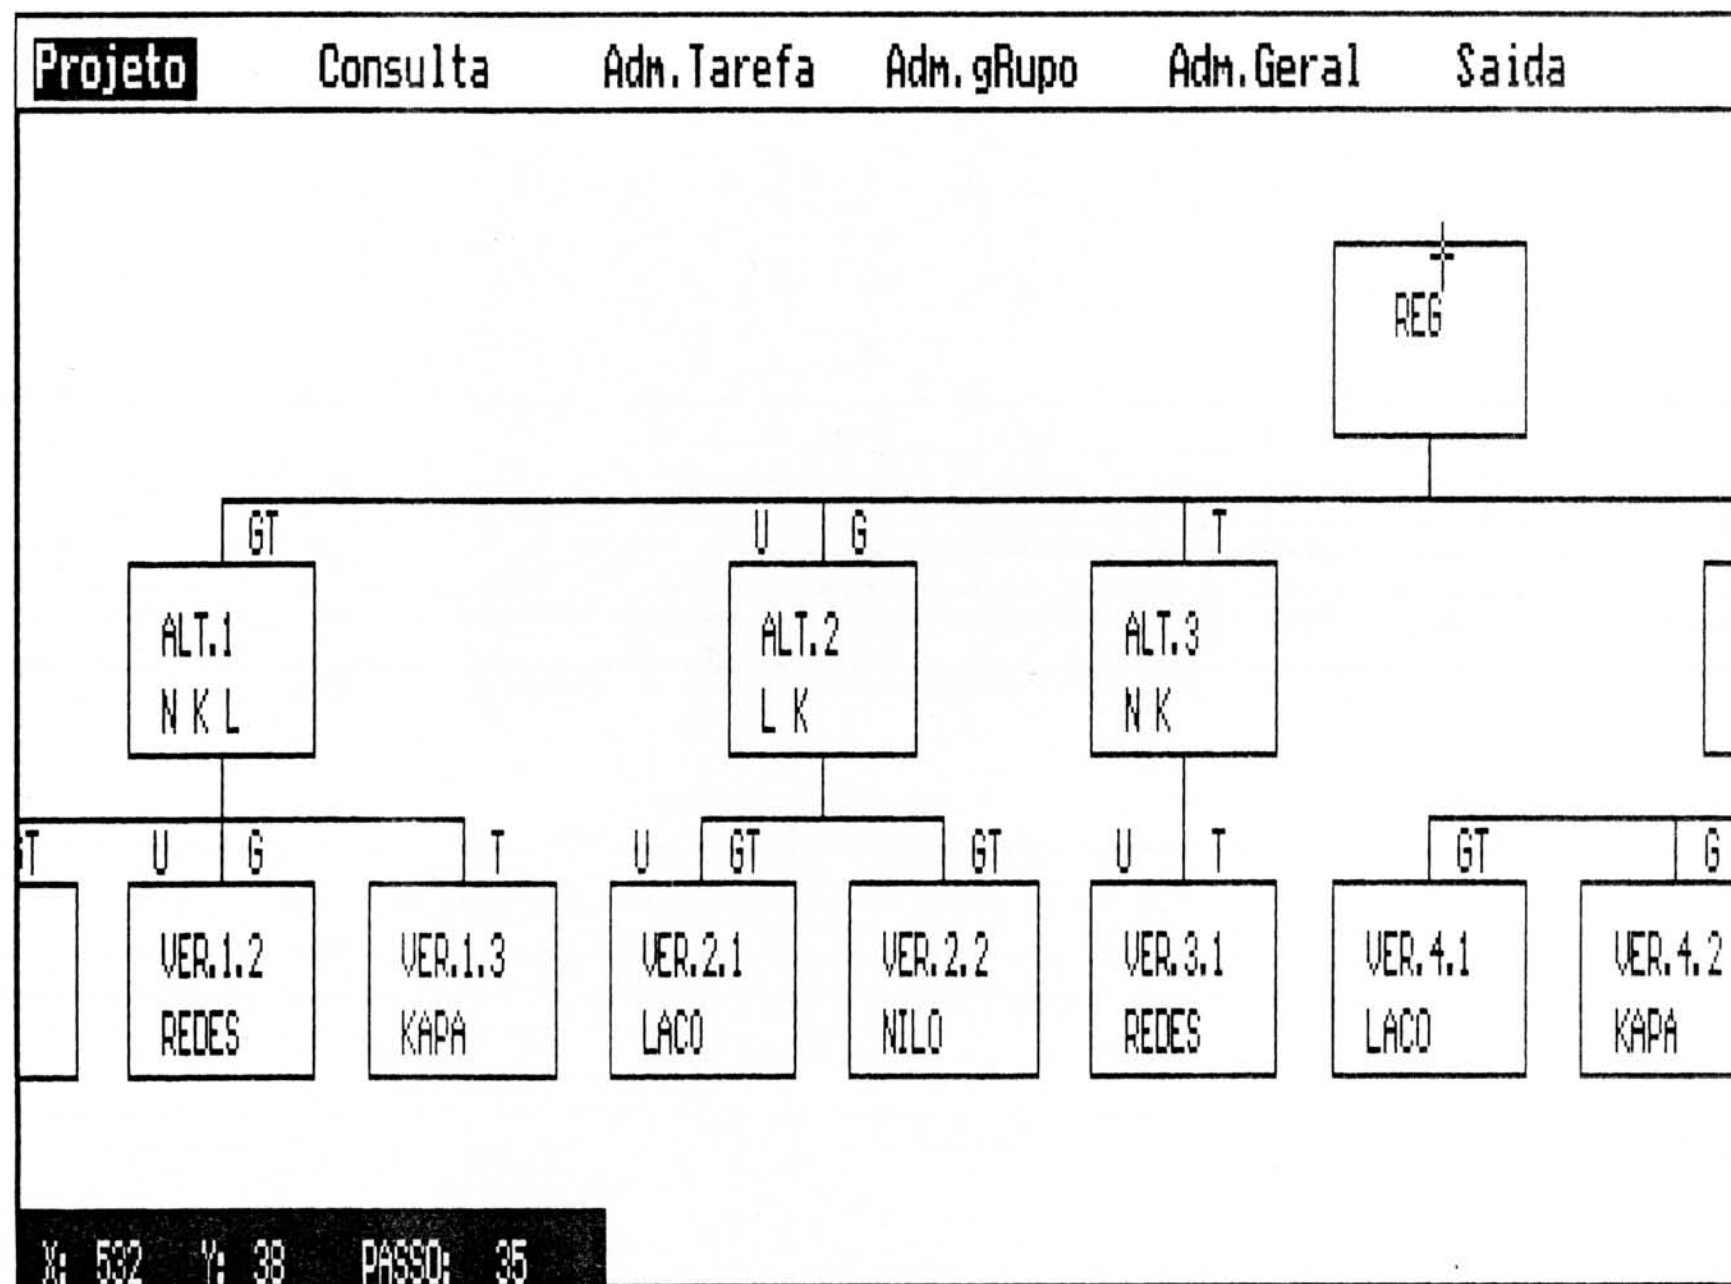 Projeto Consulta Adm.Tarefa Adm.gRupo Adm.Geral Saida
REG
GT U G T
ALT.1 ALT.2 ALT.3
N K L L K N K
U G T U GT GT U T GT G
VER.1.2 VER.1.3 VER.2.1 VER.2.2 VER.3.1 VER.4.1 VER.4.2
REDES KAPA LACO NILO REDES LACO KAPA
X: 532 Y: 38 PASSO: 35